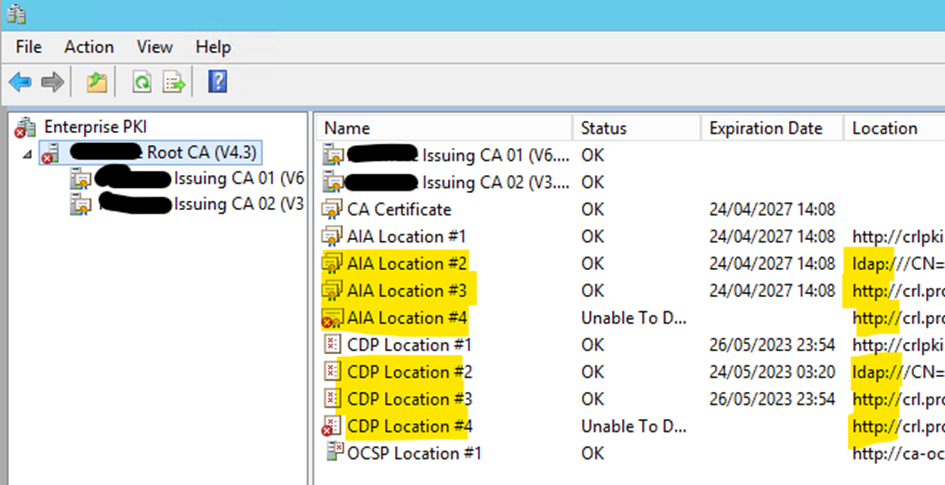 File Action View Help
Enterprise PKI
Root CA (V4.3)
Issuing CA 01 (V6
Issuing CA 02 (V3
Name Status Expiration Date Location
Issuing CA 01 (V6.... OK
Issuing CA 02 (V3.... OK
CA Certificate OK 24/04/2027 14:08
AIA Location #1 OK 24/04/2027 14:08 http://crlpki
AIA Location #2 OK 24/04/2027 14:08 ldap:///CN=
AIA Location #3 OK 24/04/2027 14:08 http://crl.pro
AIA Location #4 Unable To D... http://crl.pro
CDP Location #1 OK 26/05/2023 23:54 http://crlpki
CDP Location #2 OK 24/05/2023 03:20 ldap:///CN=
CDP Location #3 OK 26/05/2023 23:54 http://crl.pro
CDP Location #4 Unable To D... http://crl.pro
OCSP Location #1 OK http://ca-oc